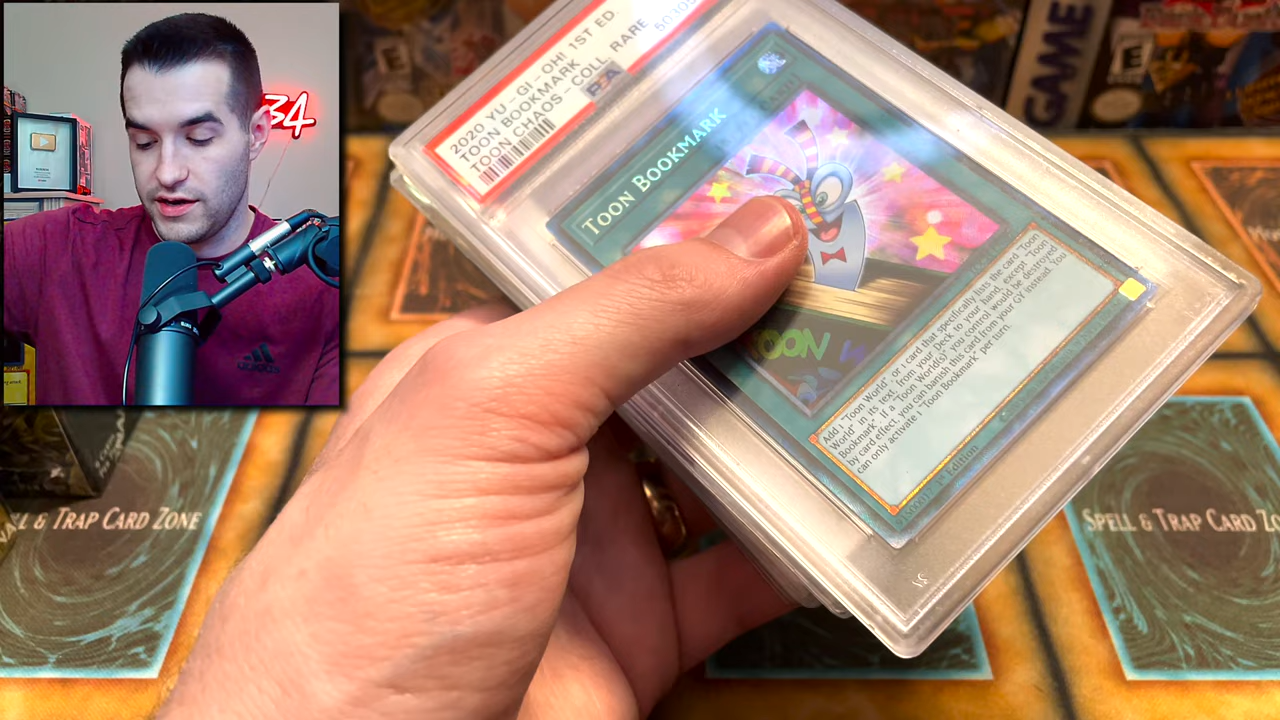 34
adidas
2020 YU-GI-OH! 1ST ED.
TOON BOOKMARK RARE
TOON CHAOS-COLL.
PSA
TOON BOOKMARK
TOON
Add 1 "Toon World", or 1 card that specifically lists the card "Toon
World" in its text, from your Deck to your hand, except "Toon
Bookmark". If a "Toon World(s)" you control would be destroyed
by card effect, you can banish this card from your GY instead. You
can only activate 1 "Toon Bookmark" per turn.
1st Edition
GAME
E
E
& TRAP CARD ZONE
SPELL & TRAP CARD ZO